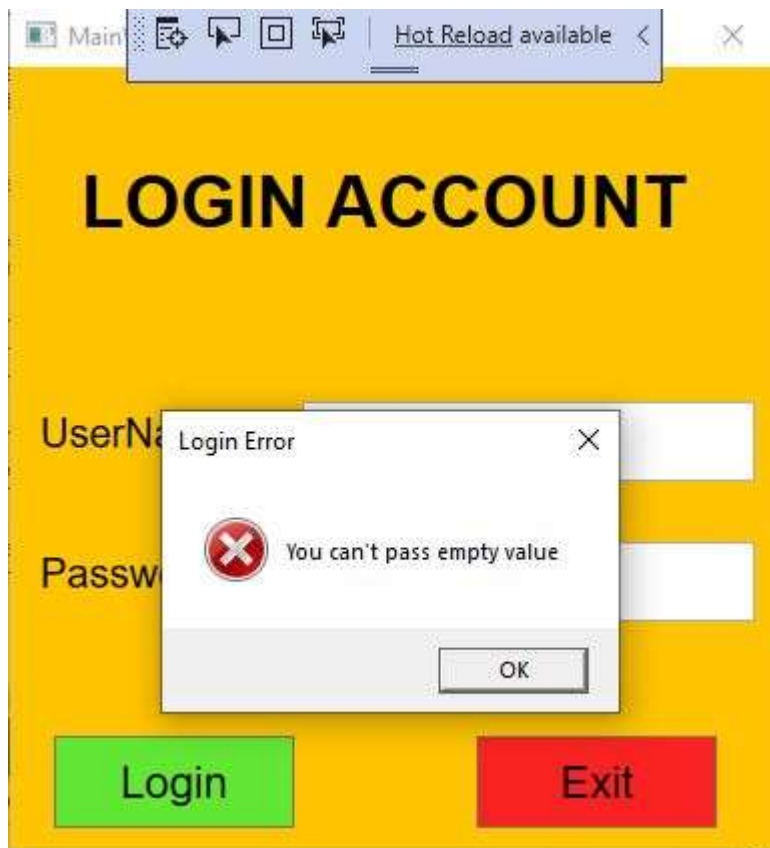 Main
Hot Reload available
LOGIN ACCOUNT
UserNa
Login Error
You can't pass empty value
Passw
OK
Login
Exit